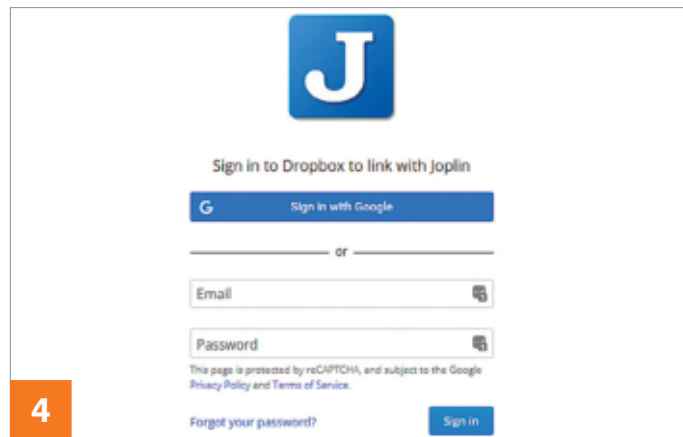 J
Sign in to Dropbox to link with Joplin
G Sign in with Google
or
Email
Password
This page is protected by reCAPTCHA, and subject to the Google
Privacy Policy and Terms of Service.
Forgot your password? Sign in
4